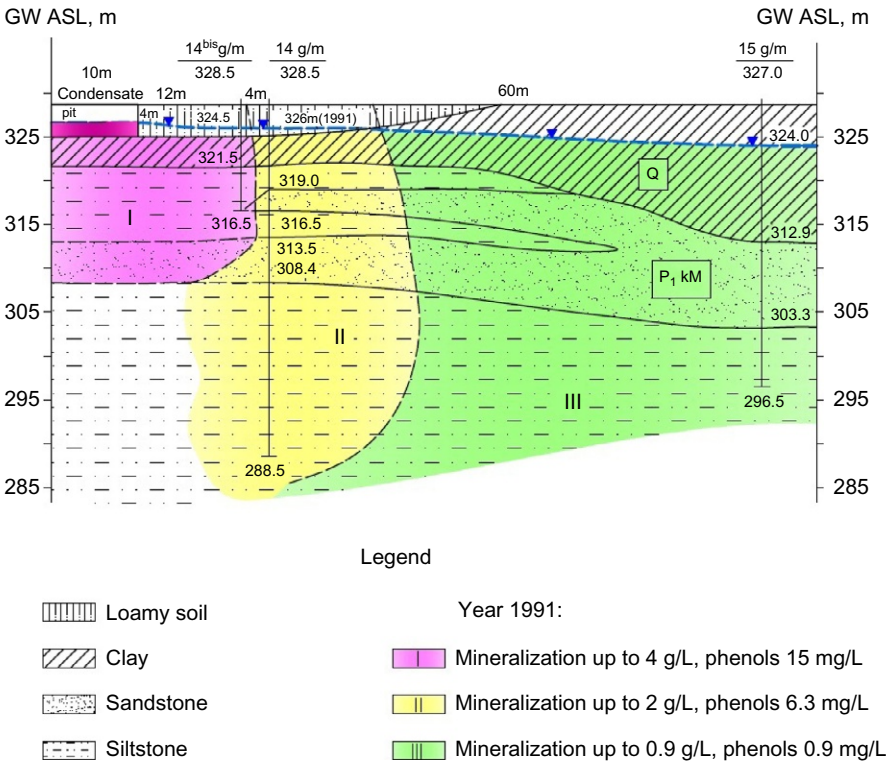 GW ASL, m
GW ASL, m
14bisg/m
328.5
14 g/m
328.5
15 g/m
327.0
10m
Condensate
pit
12m
4m
4m
60m
324.5
326m(1991)
324.0
325
325
321.5
319.0
Q
I
316.5
316.5
315
315
313.5
312.9
308.4
P1 kM
305
305
303.3
II
III
295
295
296.5
288.5
285
285
Legend
Loamy soil
Year 1991:
Clay
I
Mineralization up to 4 g/L, phenols 15 mg/L
Sandstone
II
Mineralization up to 2 g/L, phenols 6.3 mg/L
Siltstone
III
Mineralization up to 0.9 g/L, phenols 0.9 mg/L